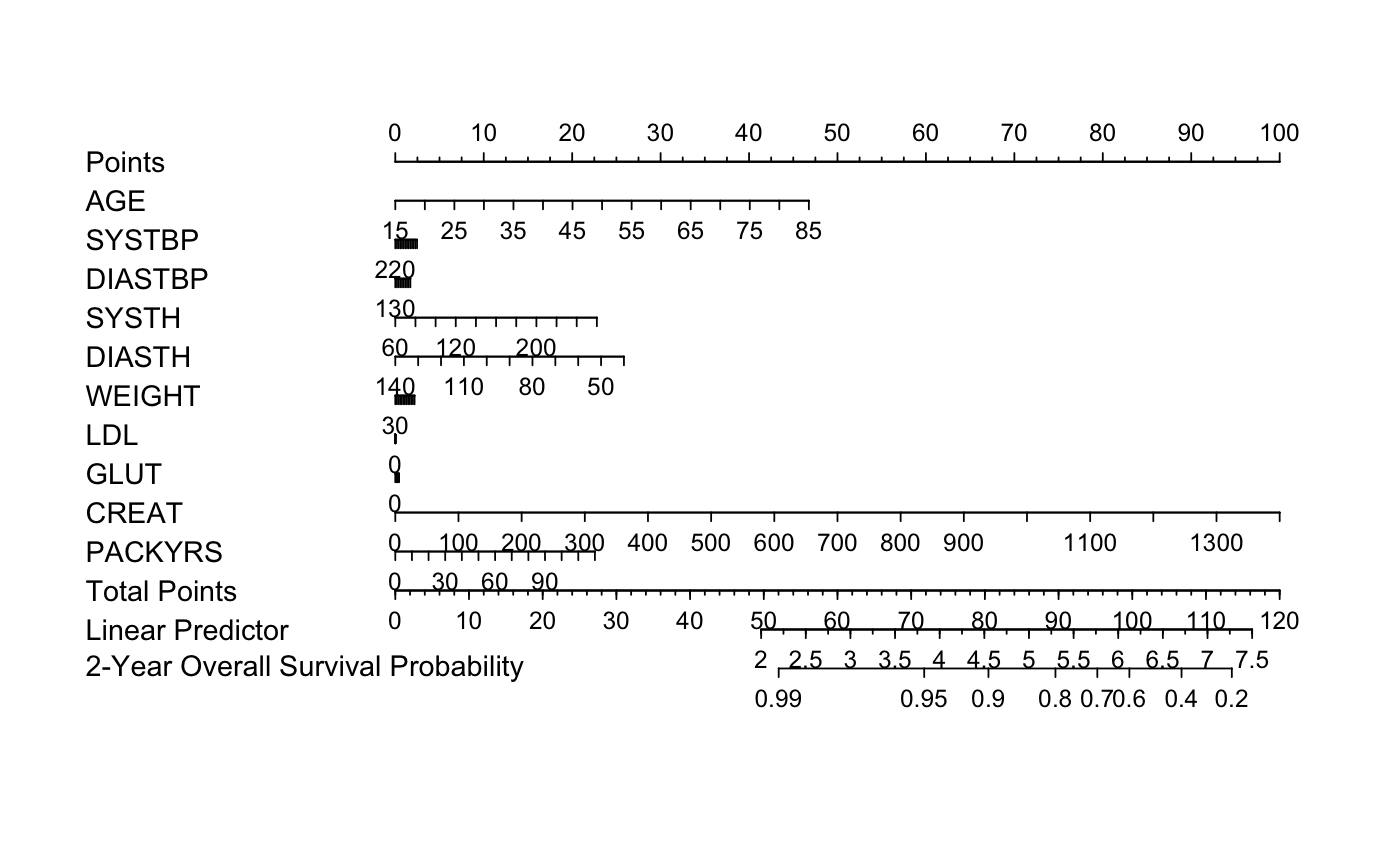 0 10 20 30 40 50 60 70 80 90 100
Points
AGE
15 25 35 45 55 65 75 85
SYSTBP
220
DIASTBP
130
SYSTH
60 120 200
DIASTH
140 110 80 50
WEIGHT
30
LDL
0
GLUT
0
CREAT
0 100 200 300 400 500 600 700 800 900 1100 1300
PACKYRS
0 30 60 90
Total Points
0 10 20 30 40 50 60 70 80 90 100 110 120
Linear Predictor
2 2.5 3 3.5 4 4.5 5 5.5 6 6.5 7 7.5
2-Year Overall Survival Probability
0.99 0.95 0.9 0.8 0.7 0.6 0.4 0.2